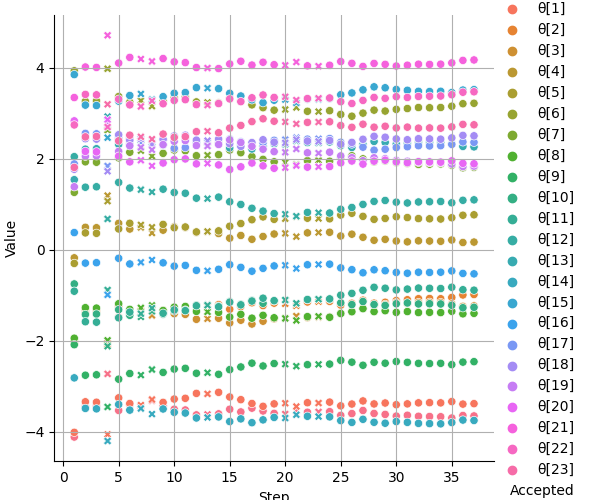 Value
4
2
0
−2
−4
0
5
10
15
20
25
30
35
Step
θ[1]
θ[2]
θ[3]
θ[4]
θ[5]
θ[6]
θ[7]
θ[8]
θ[9]
θ[10]
θ[11]
θ[12]
θ[13]
θ[14]
θ[15]
θ[16]
θ[17]
θ[18]
θ[19]
θ[20]
θ[21]
θ[22]
θ[23]
Accepted